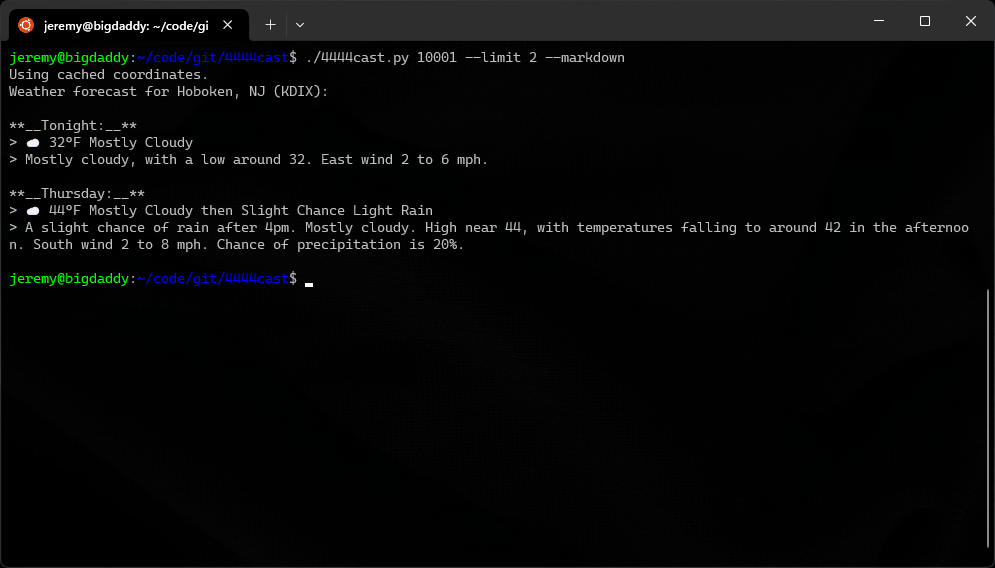 jeremy@bigdaddy: ~/code/gi
jeremy@bigdaddy:~/code/git/4444cast$ ./4444cast.py 10001 --limit 2 --markdown
Using cached coordinates.
Weather forecast for Hoboken, NJ (KDIX):
**__Tonight:__**
> ☁️ 32°F Mostly Cloudy
> Mostly cloudy, with a low around 32. East wind 2 to 6 mph.
**__Thursday:__**
> ☁️ 44°F Mostly Cloudy then Slight Chance Light Rain
> A slight chance of rain after 4pm. Mostly cloudy. High near 44, with temperatures falling to around 42 in the afternoo
n. South wind 2 to 8 mph. Chance of precipitation is 20%.
jeremy@bigdaddy:~/code/git/4444cast$